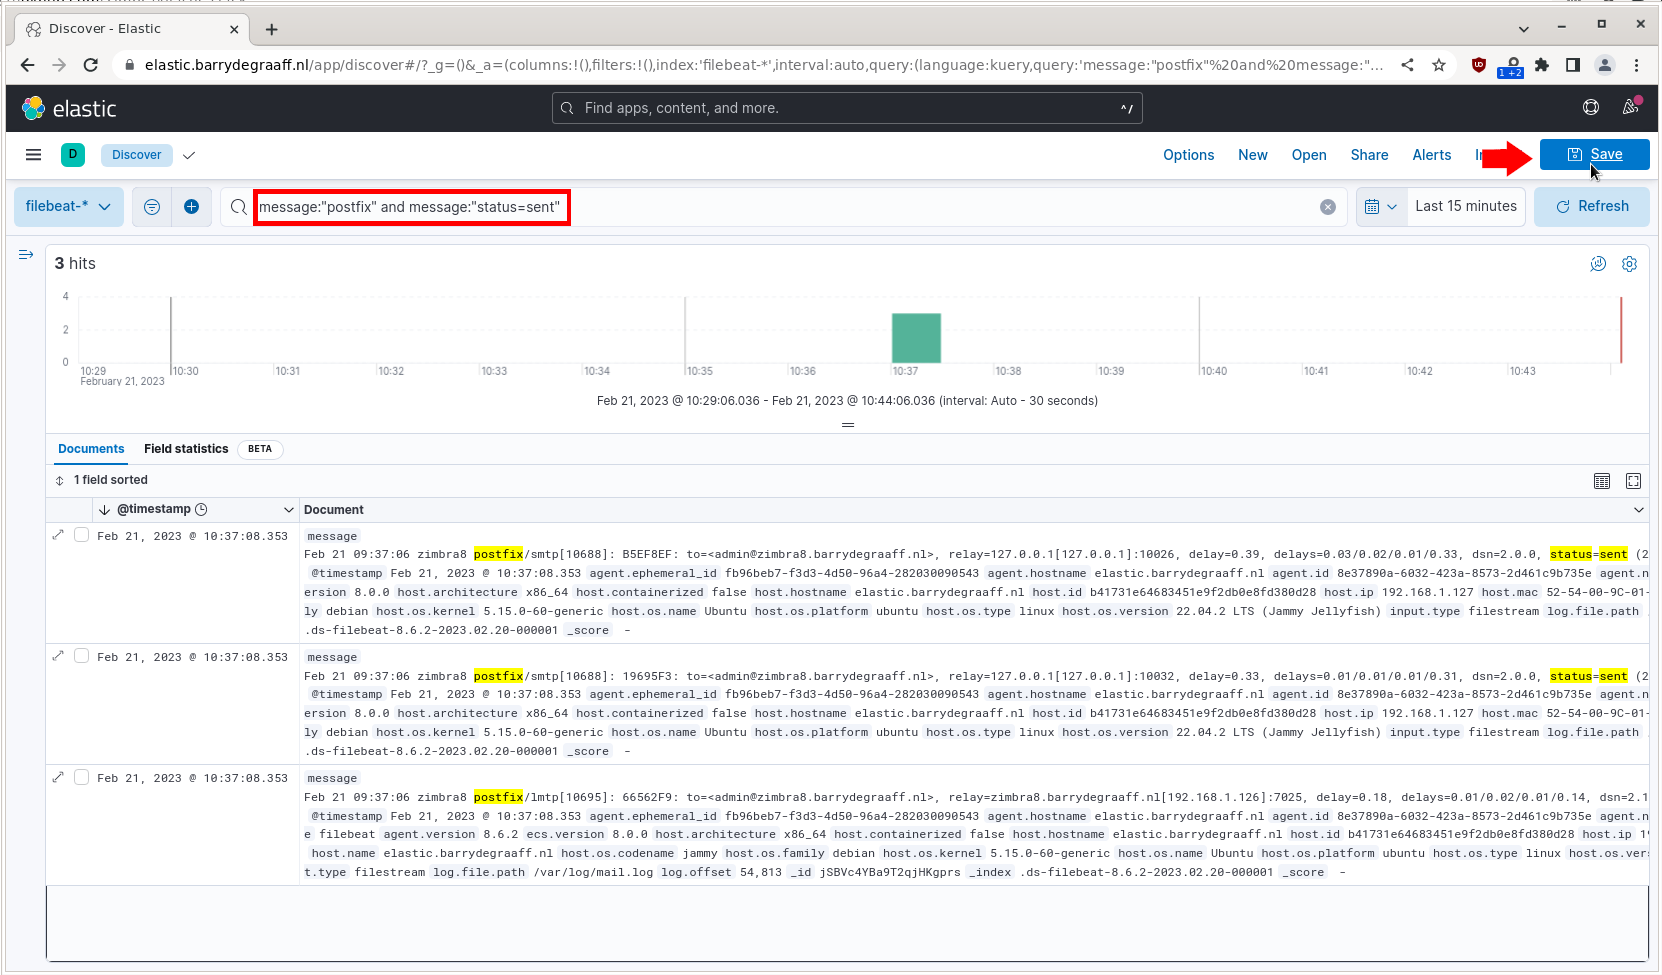 Discover - Elastic
elastic.barrydegraaff.nl/app/discover#/?_g=()&_a=(columns:!(),filters:!(),index:'filebeat-*',interval:auto,query:(language:kuery,query:'message:"postfix"%20and%20message:"...
1 +2
elastic
Find apps, content, and more.
^/
D
Discover
Options
New
Open
Share
Alerts
Save
filebeat-*
message:"postfix" and message:"status=sent"
Last 15 minutes
Refresh
3 hits
4
2
0
10:29 10:30 10:31 10:32 10:33 10:34 10:35 10:36 10:37 10:38 10:39 10:40 10:41 10:42 10:43
February 21, 2023
Feb 21, 2023 @ 10:29:06.036 - Feb 21, 2023 @ 10:44:06.036 (interval: Auto - 30 seconds)
Documents Field statistics BETA
1 field sorted
@timestamp Document
Feb 21, 2023 @ 10:37:08.353 message
Feb 21 09:37:06 zimbra8 postfix/smtp[10688]: B5EF8EF: to=<admin@zimbra8.barrydegraaff.nl>, relay=127.0.0.1[127.0.0.1]:10026, delay=0.39, delays=0.03/0.02/0.01/0.33, dsn=2.0.0, status=sent (2
@timestamp Feb 21, 2023 @ 10:37:08.353 agent.ephemeral_id fb96beb7-f3d3-4d50-96a4-282030090543 agent.hostname elastic.barrydegraaff.nl agent.id 8e37890a-6032-423a-8573-2d461c9b735e agent.n
ersion 8.0.0 host.architecture x86_64 host.containerized false host.hostname elastic.barrydegraaff.nl host.id b41731e64683451e9f2db0e8fd380d28 host.ip 192.168.1.127 host.mac 52-54-00-9C-01-
ly debian host.os.kernel 5.15.0-60-generic host.os.name Ubuntu host.os.platform ubuntu host.os.type linux host.os.version 22.04.2 LTS (Jammy Jellyfish) input.type filestream log.file.path
.ds-filebeat-8.6.2-2023.02.20-000001 _score -
Feb 21, 2023 @ 10:37:08.353 message
Feb 21 09:37:06 zimbra8 postfix/smtp[10688]: 19695F3: to=<admin@zimbra8.barrydegraaff.nl>, relay=127.0.0.1[127.0.0.1]:10032, delay=0.33, delays=0.01/0.01/0.01/0.31, dsn=2.0.0, status=sent (2
@timestamp Feb 21, 2023 @ 10:37:08.353 agent.ephemeral_id fb96beb7-f3d3-4d50-96a4-282030090543 agent.hostname elastic.barrydegraaff.nl agent.id 8e37890a-6032-423a-8573-2d461c9b735e agent.n
ersion 8.0.0 host.architecture x86_64 host.containerized false host.hostname elastic.barrydegraaff.nl host.id b41731e64683451e9f2db0e8fd380d28 host.ip 192.168.1.127 host.mac 52-54-00-9C-01-
ly debian host.os.kernel 5.15.0-60-generic host.os.name Ubuntu host.os.platform ubuntu host.os.type linux host.os.version 22.04.2 LTS (Jammy Jellyfish) input.type filestream log.file.path
.ds-filebeat-8.6.2-2023.02.20-000001 _score -
Feb 21, 2023 @ 10:37:08.353 message
Feb 21 09:37:06 zimbra8 postfix/lmtp[10695]: 66562F9: to=<admin@zimbra8.barrydegraaff.nl>, relay=zimbra8.barrydegraaff.nl[192.168.1.126]:7025, delay=0.18, delays=0.01/0.02/0.01/0.14, dsn=2.1
@timestamp Feb 21, 2023 @ 10:37:08.353 agent.ephemeral_id fb96beb7-f3d3-4d50-96a4-282030090543 agent.hostname elastic.barrydegraaff.nl agent.id 8e37890a-6032-423a-8573-2d461c9b735e agent.n
e filebeat agent.version 8.6.2 ecs.version 8.0.0 host.architecture x86_64 host.containerized false host.hostname elastic.barrydegraaff.nl host.id b41731e64683451e9f2db0e8fd380d28 host.ip 19
host.name elastic.barrydegraaff.nl host.os.codename jammy host.os.family debian host.os.kernel 5.15.0-60-generic host.os.name Ubuntu host.os.platform ubuntu host.os.type linux host.os.vers
t.type filestream log.file.path /var/log/mail.log log.offset 54,813 _id jSBVc4YBa9T2qjHKgprs _index .ds-filebeat-8.6.2-2023.02.20-000001 _score -